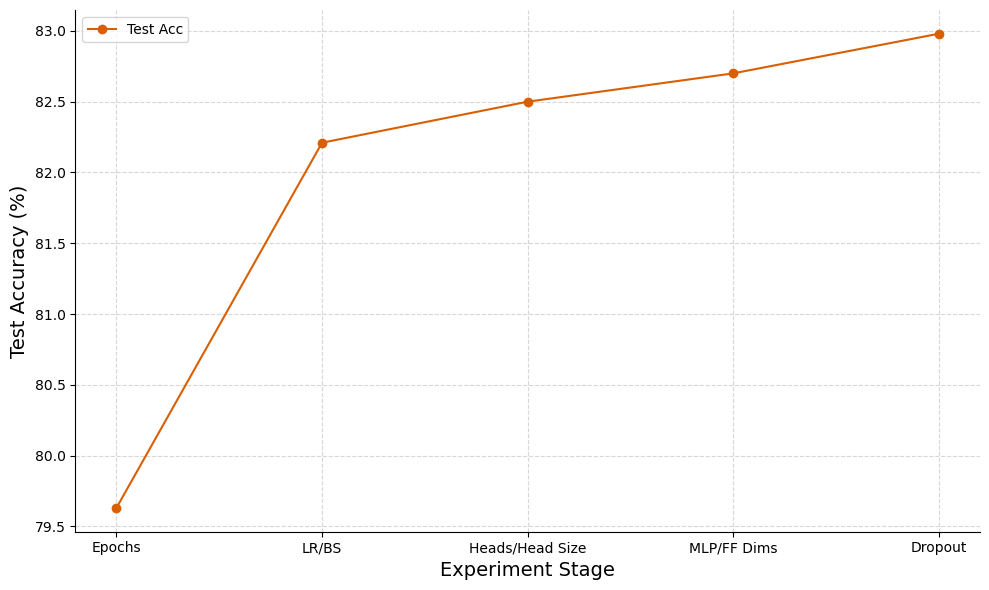 Test Acc
Test Accuracy (%)
83.0
82.5
82.0
81.5
81.0
80.5
80.0
79.5
Epochs LR/BS Heads/Head Size MLP/FF Dims Dropout
Experiment Stage